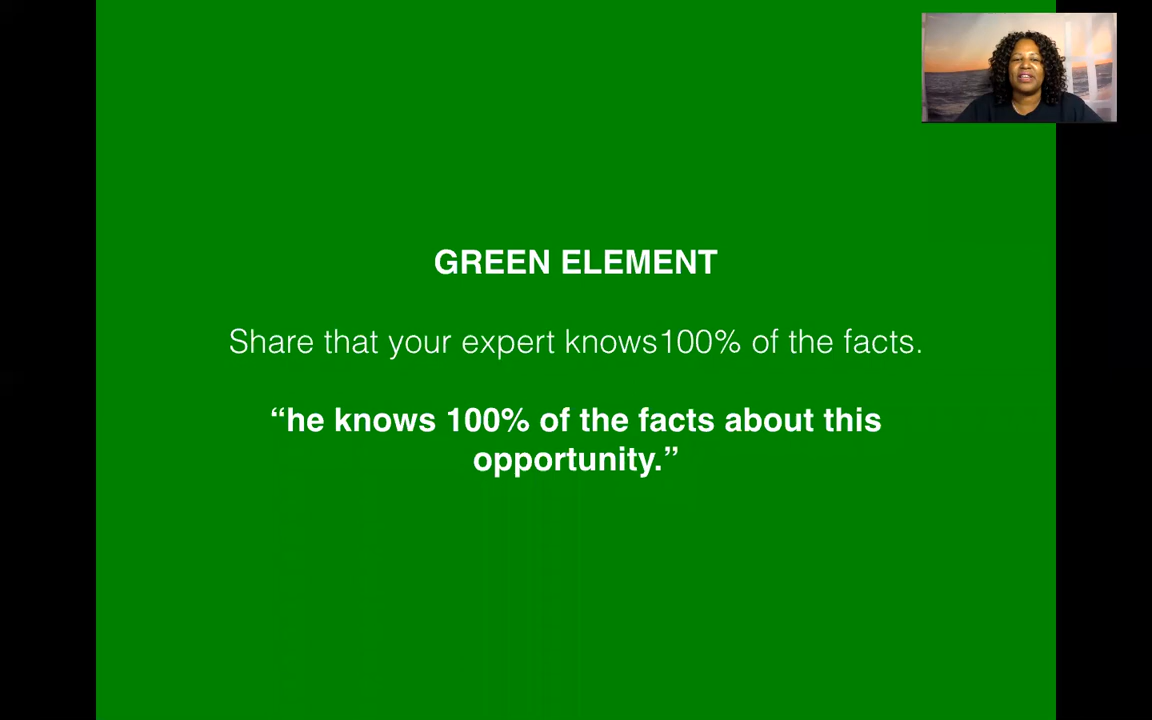 GREEN ELEMENT
Share that your expert knows100% of the facts.
“he knows 100% of the facts about this
opportunity.”